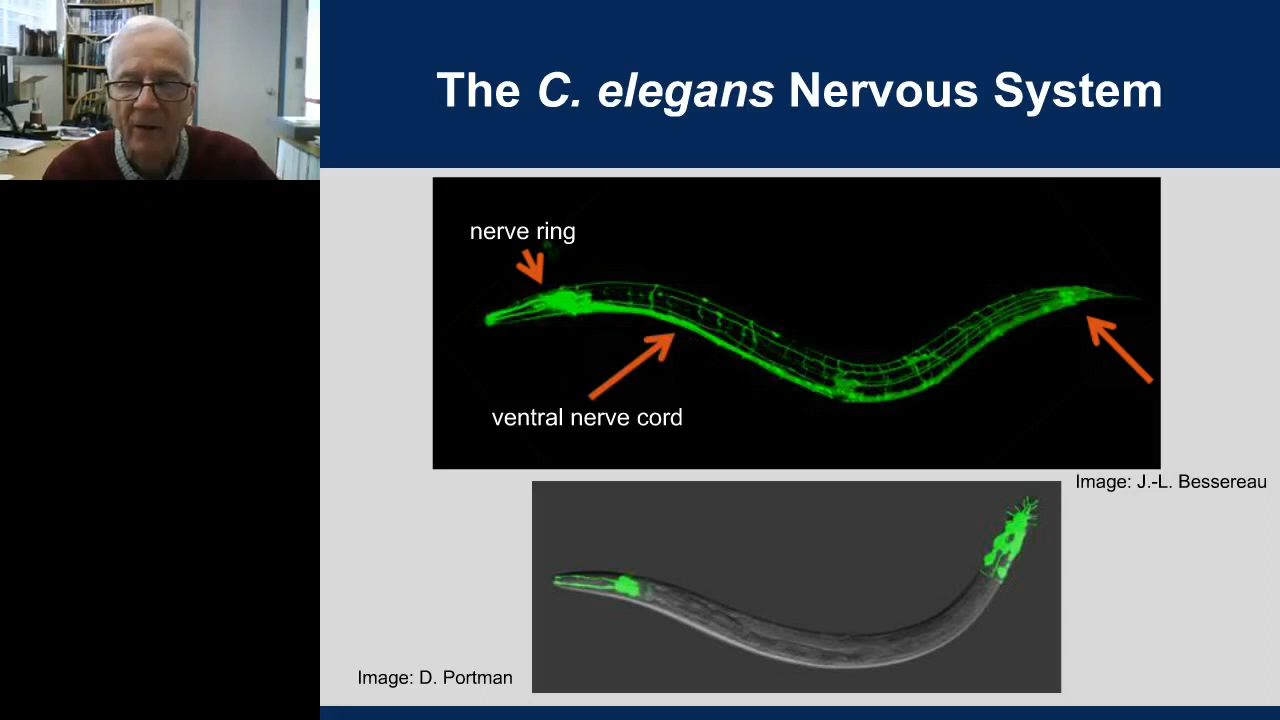 The C. elegans Nervous System
nerve ring
ventral nerve cord
Image: J.-L. Bessereau
Image: D. Portman